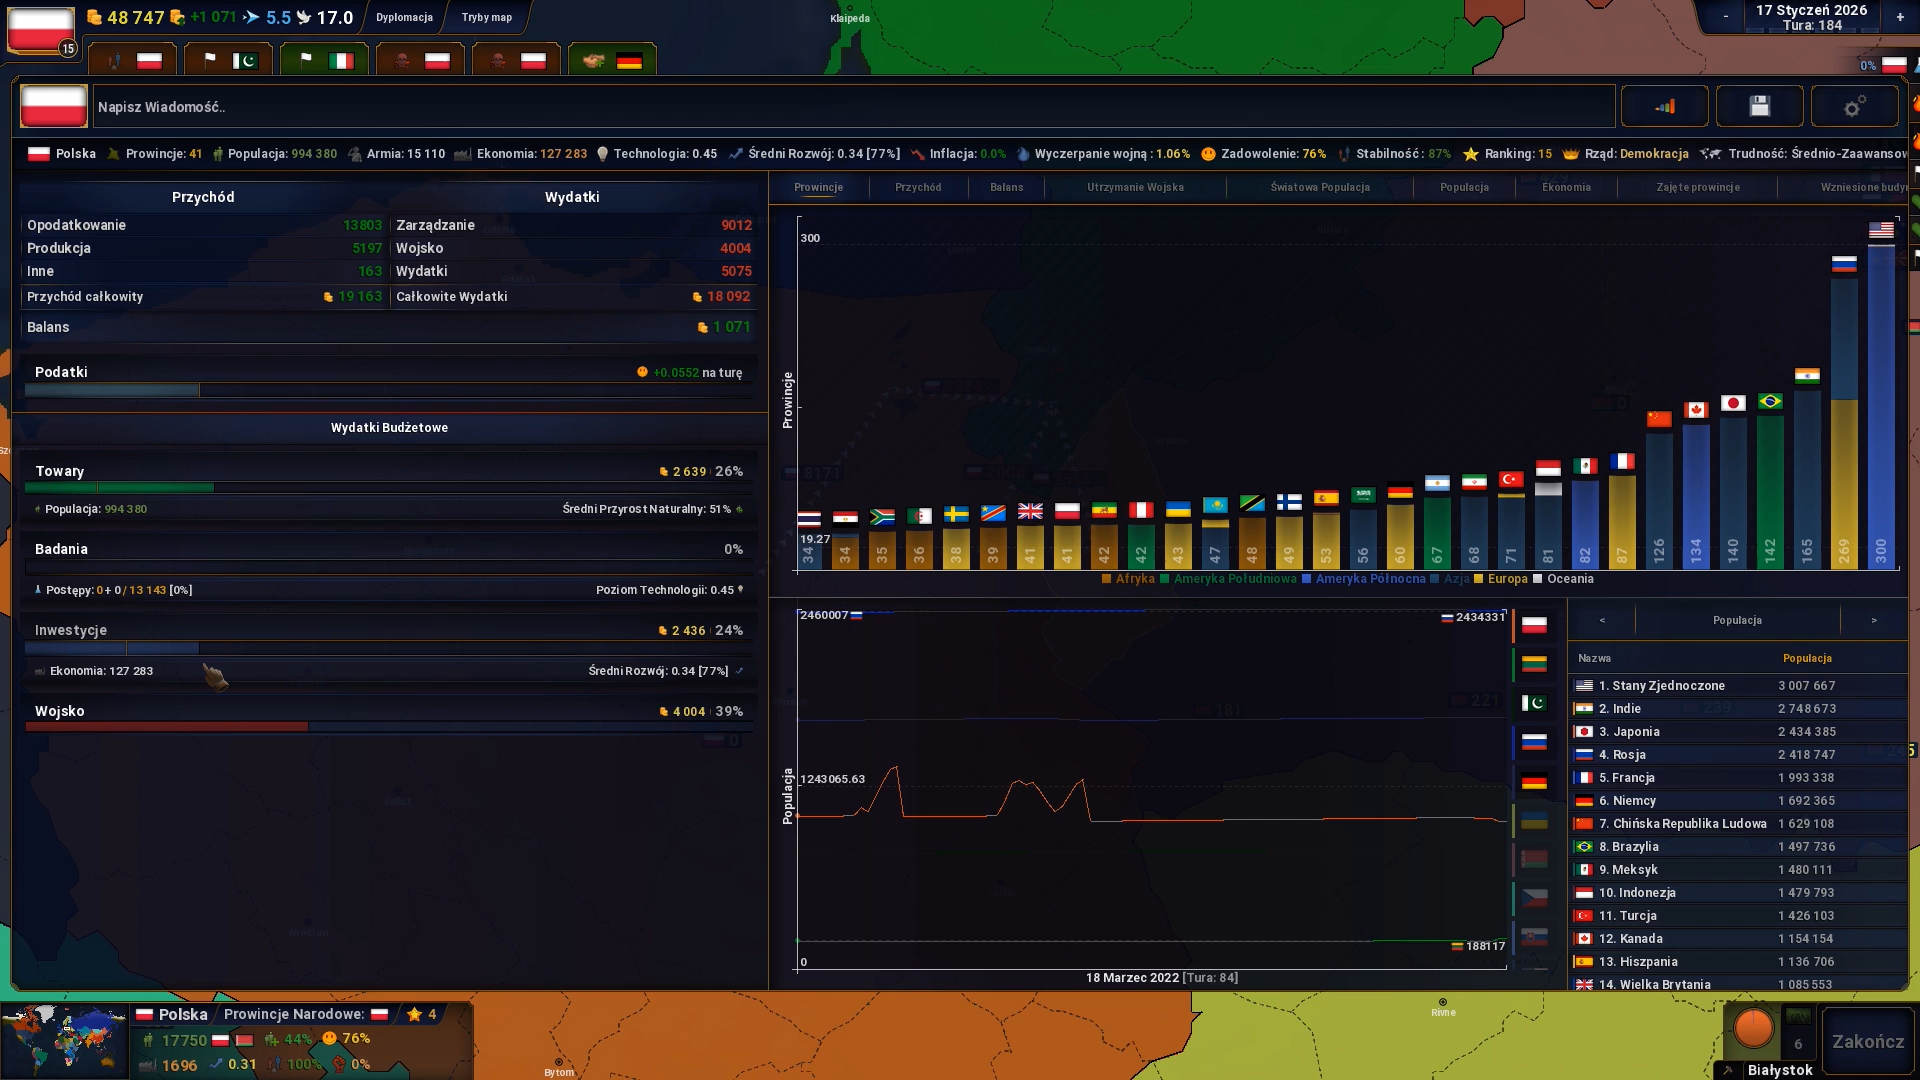 48 747 +1 071 5.5 17.0 Dyplomacja Tryby map
Klaipeda
17 Styczeń 2026
Tura: 184
- +
15
0%
Napisz Wiadomość..
Polska Prowincje: 41 Populacja: 994 380 Armia: 15 110 Ekonomia: 127 283 Technologia: 0.45 Średni Rozwój: 0.34 [77%] Inflacja: 0.0% Wyczerpanie wojną : 1.06% Zadowolenie: 76% Stabilność : 87% Ranking: 15 Rząd: Demokracja Trudność: Średnio-Zaawansow
Przychód Wydatki
Opodatkowanie 13803 Zarządzanie 9012
Produkcja 5197 Wojsko 4004
Inne 163 Wydatki 5075
Przychód całkowity 19 163 Całkowite Wydatki 18 092
Balans 1 071
Podatki +0.0552 na turę
Wydatki Budżetowe
Towary 2 639 26%
Populacja: 994 380 Średni Przyrost Naturalny: 51%
Badania 0%
Postępy: 0 + 0 / 13 143 [0%] Poziom Technologii: 0.45
Inwestycje 2 436 24%
Ekonomia: 127 283 Średni Rozwój: 0.34 [77%]
Wojsko 4 004 39%
Prowincje Przychód Balans Utrzymanie Wojska Światowa Populacja Populacja Ekonomia Zajęte prowincje Wzniesione budy
300
Prowincje
19.27
34 34 35 36 38 39 41 41 42 42 43 47 48 49 53 56 60 67 68 71 81 82 87 126 134 140 142 165 269 300
Afryka Ameryka Południowa Ameryka Północna Azja Europa Oceania
2460007 2434331
1243065.63
Populacja
188117
0
18 Marzec 2022 [Tura: 84]
< Populacja >
Nazwa Populacja
1. Stany Zjednoczone 3 007 667
2. Indie 2 748 673
3. Japonia 2 434 385
4. Rosja 2 418 747
5. Francja 1 993 338
6. Niemcy 1 692 365
7. Chińska Republika Ludowa 1 629 108
8. Brazylia 1 497 736
9. Meksyk 1 480 111
10. Indonezja 1 479 793
11. Turcja 1 426 103
12. Kanada 1 154 154
13. Hiszpania 1 136 706
14. Wielka Brytania 1 085 553
Polska Prowincje Narodowe: 4
17750 44% 76%
1696 0.31 100% 0%
Bytom
Rivne
6
Zakończ
Białystok